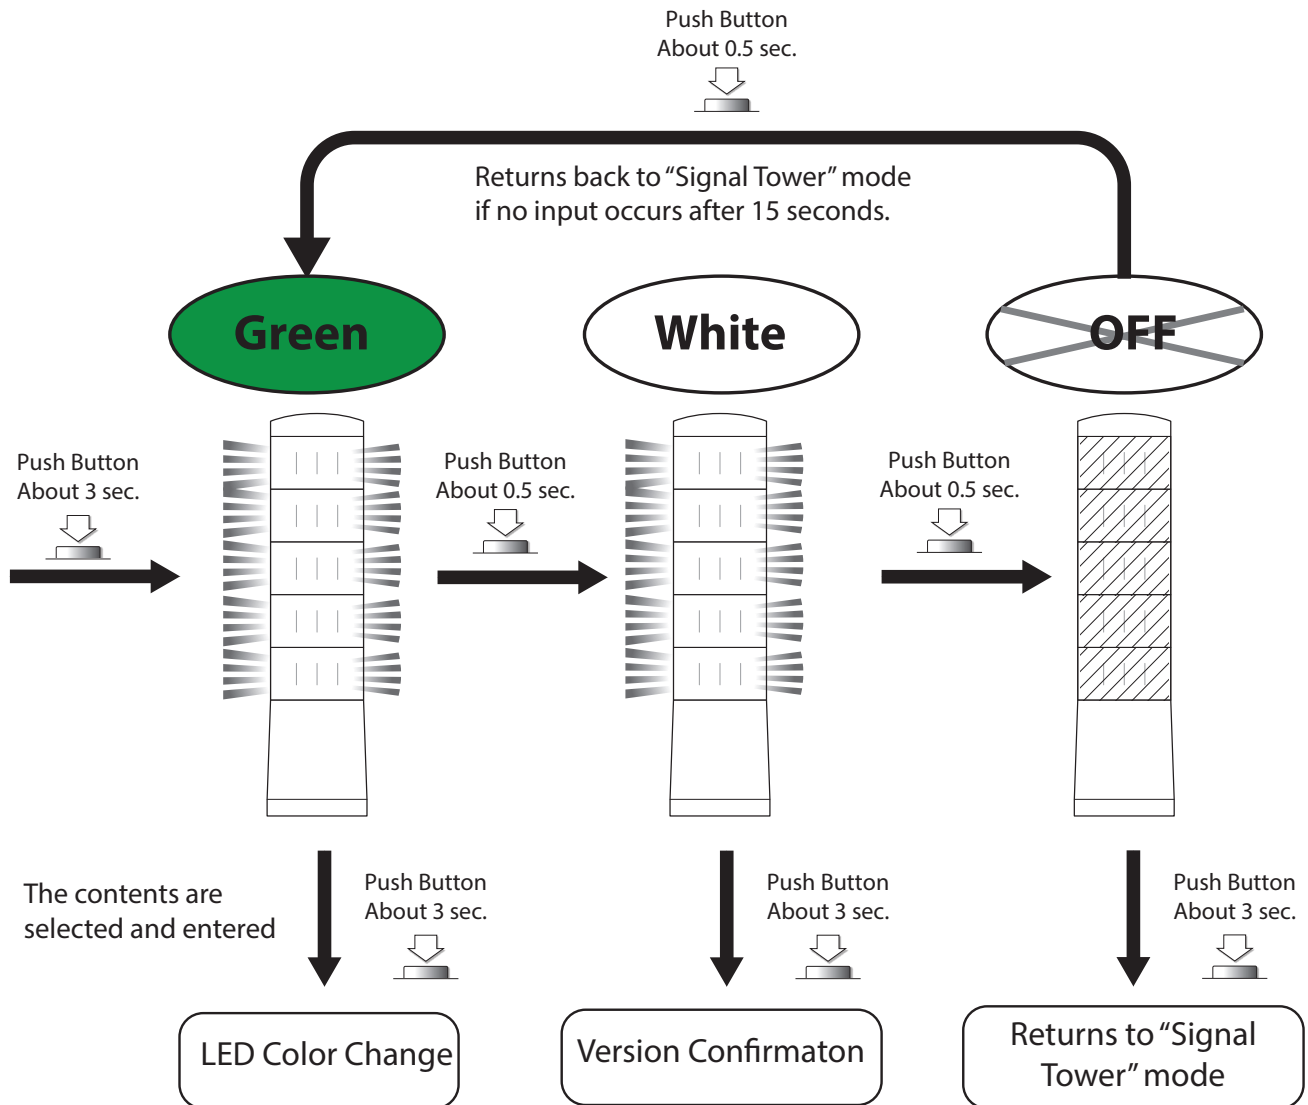 Push Button
About 0.5 sec.
Returns back to “Signal Tower” mode
if no input occurs after 15 seconds.
Green
White
OFF
Push Button
About 3 sec.
Push Button
About 0.5 sec.
Push Button
About 0.5 sec.
The contents are
selected and entered
Push Button
About 3 sec.
Push Button
About 3 sec.
Push Button
About 3 sec.
LED Color Change
Version Confirmaton
Returns to “Signal
Tower” mode